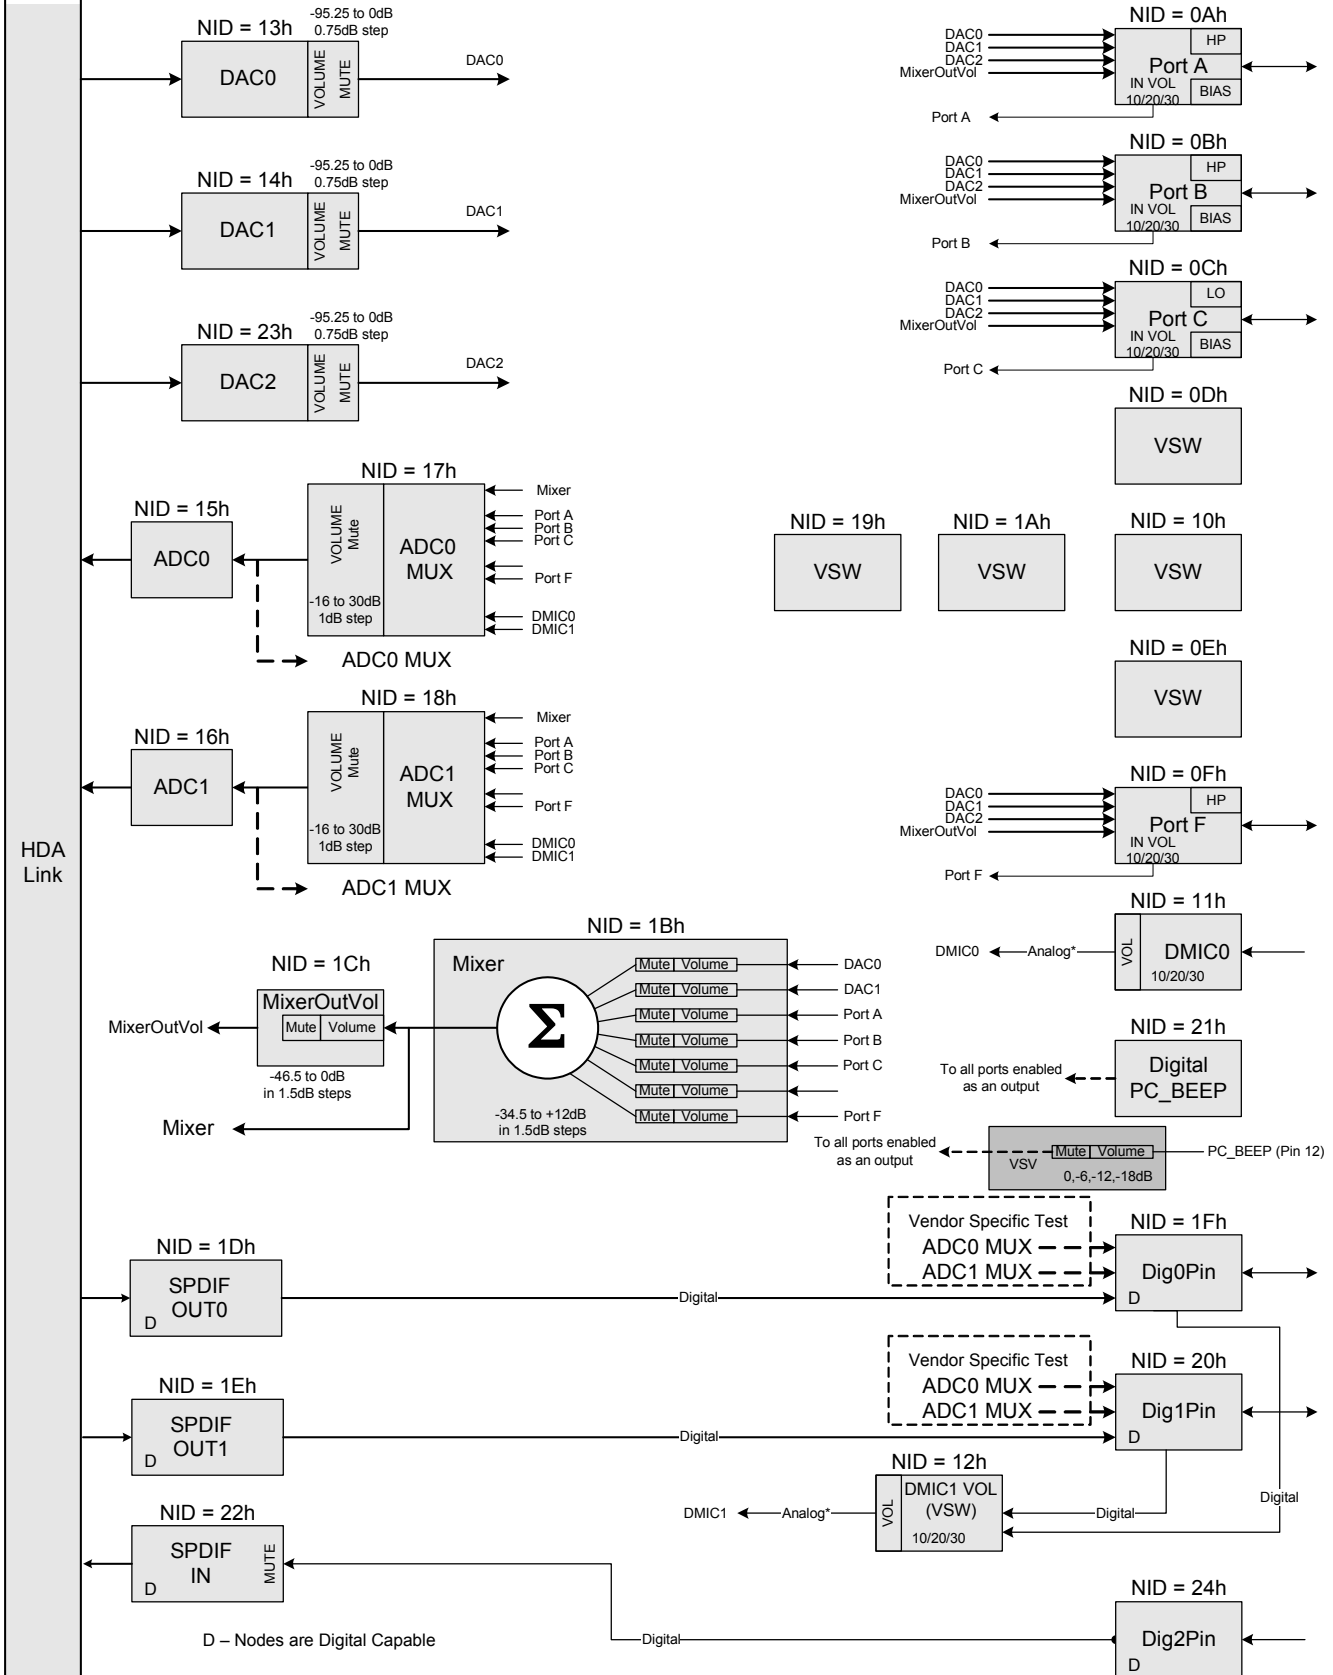 HDA
Link
NID = 13h
-95.25 to 0dB
0.75dB step
DAC0
VOLUME
MUTE
DAC0
NID = 14h
-95.25 to 0dB
0.75dB step
DAC1
VOLUME
MUTE
DAC1
NID = 23h
-95.25 to 0dB
0.75dB step
DAC2
VOLUME
MUTE
DAC2
NID = 17h
NID = 15h
ADC0
VOLUME
Mute
-16 to 30dB
1dB step
ADC0
MUX
Mixer
Port A
Port B
Port C
Port F
DMIC0
DMIC1
ADC0 MUX
NID = 18h
NID = 16h
ADC1
VOLUME
Mute
-16 to 30dB
1dB step
ADC1
MUX
Mixer
Port A
Port B
Port C
Port F
DMIC0
DMIC1
ADC1 MUX
NID = 0Ah
DAC0
DAC1
DAC2
MixerOutVol
HP
Port A
IN VOL
10/20/30
BIAS
Port A
NID = 0Bh
DAC0
DAC1
DAC2
MixerOutVol
HP
Port B
IN VOL
10/20/30
BIAS
Port B
NID = 0Ch
DAC0
DAC1
DAC2
MixerOutVol
LO
Port C
IN VOL
10/20/30
BIAS
Port C
NID = 0Dh
VSW
NID = 19h
VSW
NID = 1Ah
VSW
NID = 10h
VSW
NID = 0Eh
VSW
NID = 0Fh
DAC0
DAC1
DAC2
MixerOutVol
HP
Port F
IN VOL
10/20/30
Port F
NID = 11h
DMIC0
Analog*
VOL
DMIC0
10/20/30
NID = 1Bh
Mixer
Σ
Mute Volume
DAC0
Mute Volume
DAC1
Mute Volume
Port A
Mute Volume
Port B
Mute Volume
Port C
Mute Volume
Mute Volume
Port F
-34.5 to +12dB
in 1.5dB steps
NID = 1Ch
MixerOutVol
Mute Volume
MixerOutVol
-46.5 to 0dB
in 1.5dB steps
Mixer
NID = 21h
Digital
PC_BEEP
To all ports enabled
as an output
To all ports enabled
as an output
VSV
Mute Volume
0,-6,-12,-18dB
PC_BEEP (Pin 12)
NID = 1Dh
SPDIF
OUT0
D
Digital
Vendor Specific Test
ADC0 MUX
ADC1 MUX
NID = 1Fh
Dig0Pin
D
NID = 1Eh
SPDIF
OUT1
D
Digital
Vendor Specific Test
ADC0 MUX
ADC1 MUX
NID = 20h
Dig1Pin
D
NID = 12h
DMIC1
Analog*
VOL
DMIC1 VOL
(VSW)
10/20/30
Digital
Digital
NID = 22h
SPDIF
IN
D
MUTE
Digital
NID = 24h
Dig2Pin
D
D – Nodes are Digital Capable